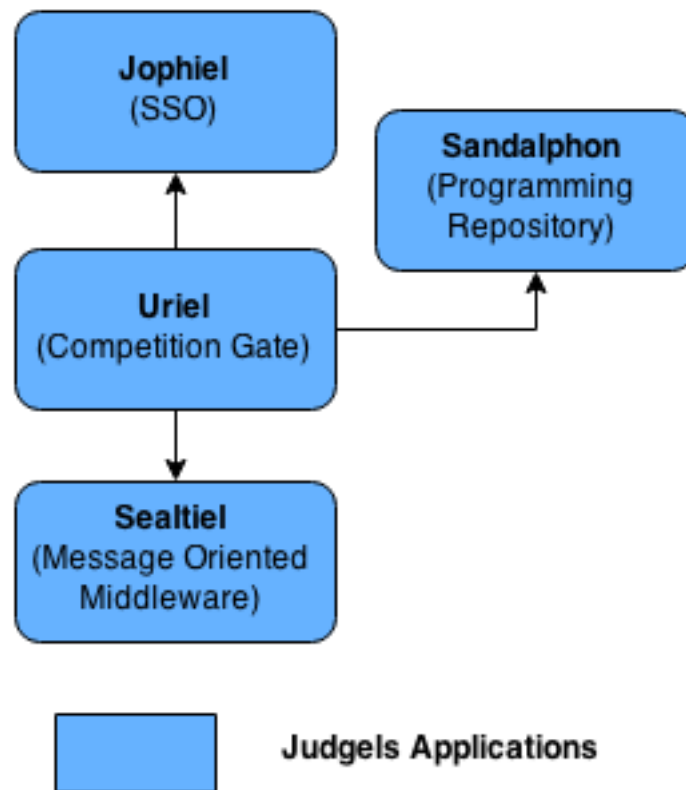 Jophiel
(SSO)
Sandalphon
(Programming
Repository)
Uriel
(Competition Gate)
Sealtiel
(Message Oriented
Middleware)
Judgels Applications